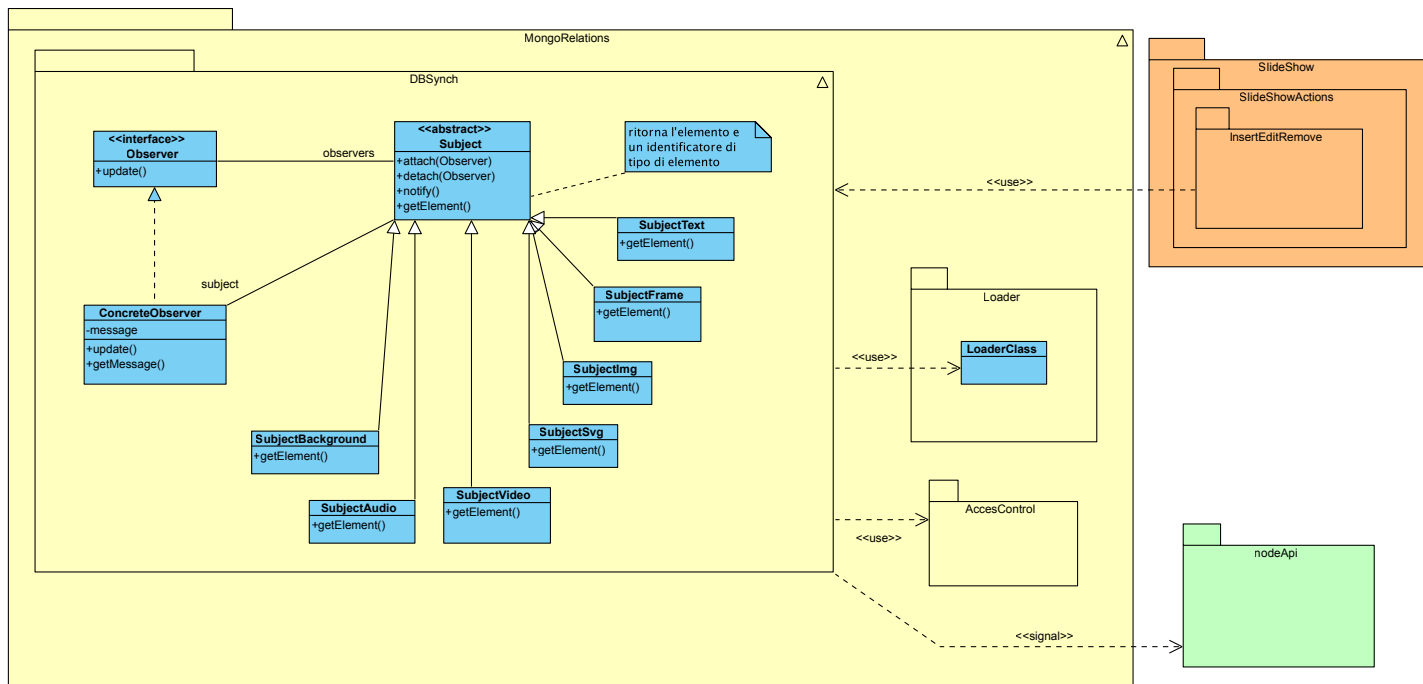 MongoRelations
DBSynch
<<interface>>
Observer
+update()
observers
<<abstract>>
Subject
+attach(Observer)
+detach(Observer)
+notify()
+getElement()
ritorna l'elemento e
un identificatore di
tipo di elemento
subject
ConcreteObserver
-message
+update()
+getMessage()
SubjectText
+getElement()
SubjectFrame
+getElement()
SubjectImg
+getElement()
SubjectSvg
+getElement()
SubjectBackground
+getElement()
SubjectAudio
+getElement()
SubjectVideo
+getElement()
SlideShow
SlideShowActions
InsertEditRemove
<<use>>
Loader
LoaderClass
<<use>>
AccesControl
<<use>>
nodeApi
<<signal>>